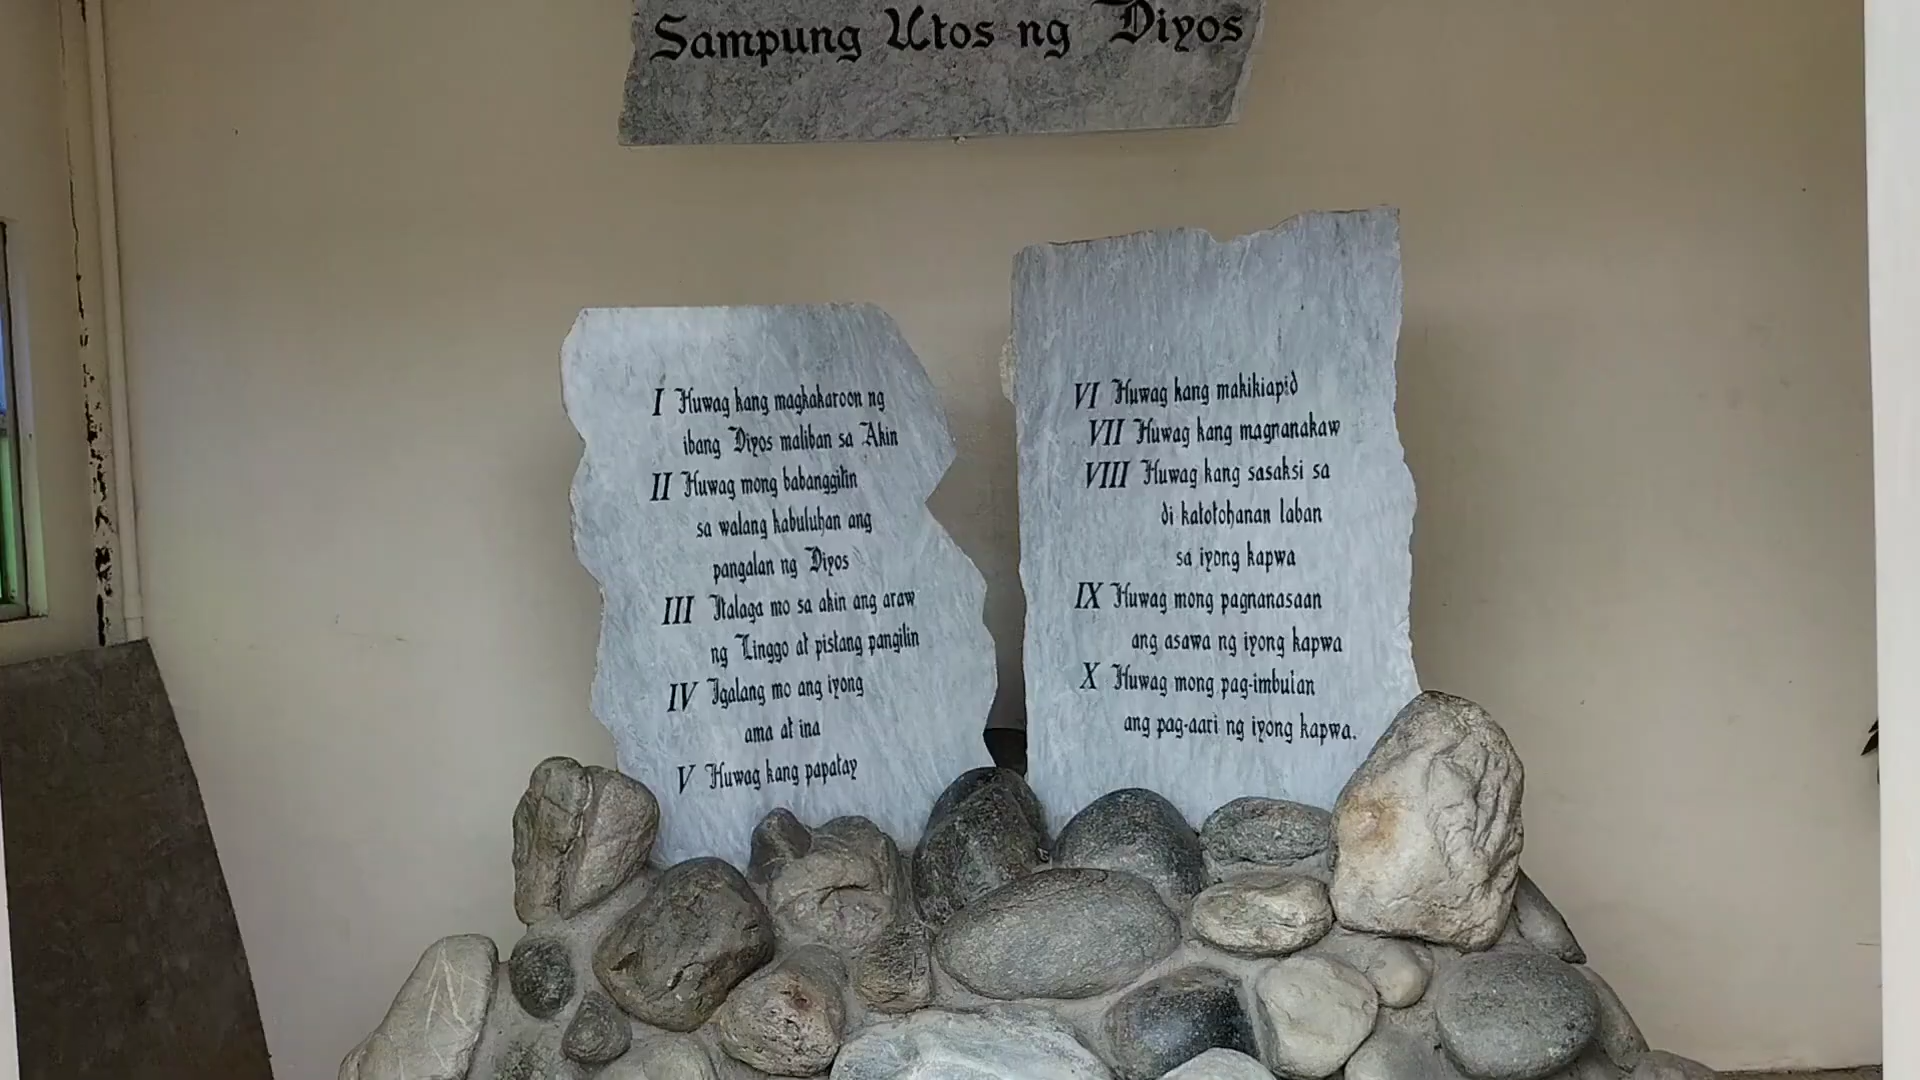 Sampung Utos ng Diyos
I Huwag kang magkakaroon ng
ibang Diyos maliban sa Akin
II Huwag mong babanggitin
sa walang kabuluhan ang
pangalan ng Diyos
III Italaga mo sa akin ang araw
ng Linggo at pistang pangilin
IV Igalang mo ang iyong
ama at ina
V Huwag kang papatay
VI Huwag kang makikiapid
VII Huwag kang magnanakaw
VIII Huwag kang sasaksi sa
di katotohanan laban
sa iyong kapwa
IX Huwag mong pagnanasaan
ang asawa ng iyong kapwa
X Huwag mong pag-imbutan
ang pag-aari ng iyong kapwa.